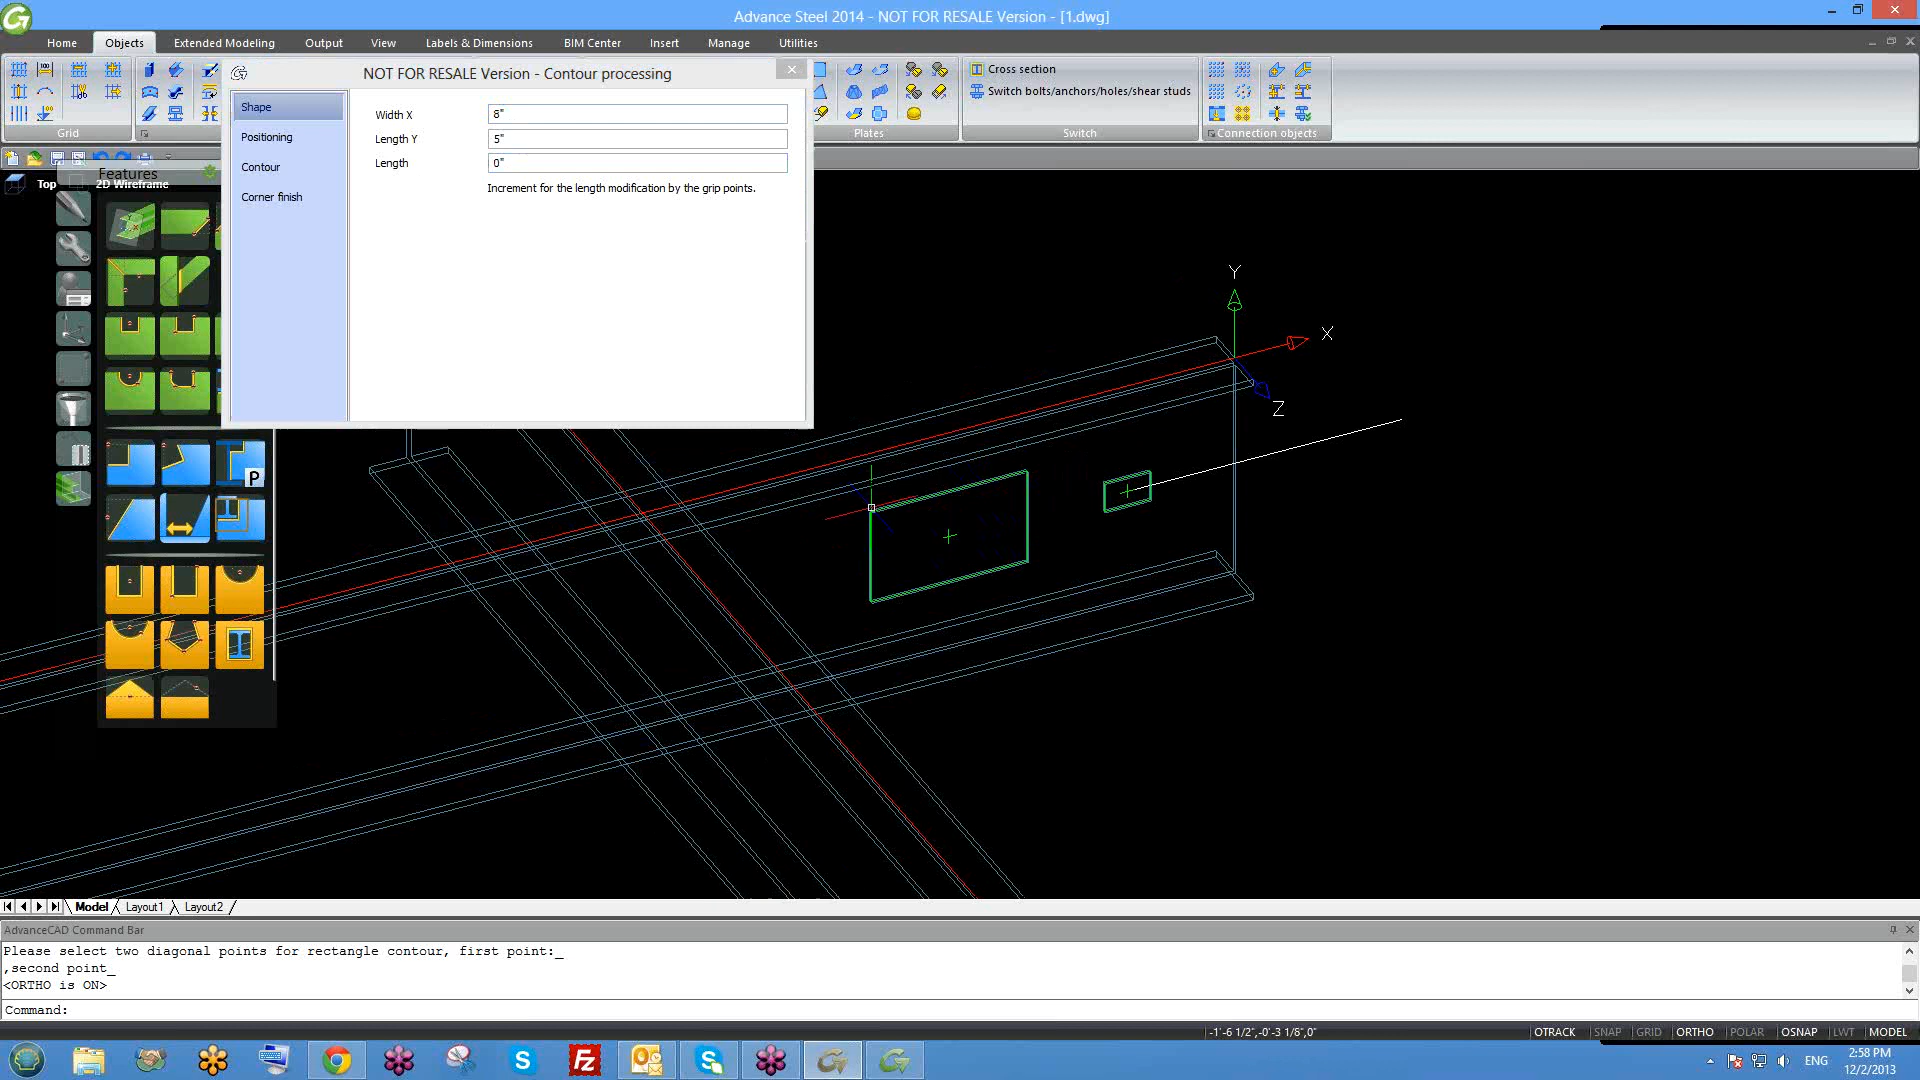 Advance Steel 2014 - NOT FOR RESALE Version - [1.dwg]
Home Objects Extended Modeling Output View Labels & Dimensions BIM Center Insert Manage Utilities
NOT FOR RESALE Version - Contour processing
Cross section
Switch bolts/anchors/holes/shear studs
Grid Plates Switch Connection objects
Shape
Positioning
Contour
Corner finish
Width X 8"
Length Y 5"
Length 0"
Increment for the length modification by the grip points.
Features
Top 2D Wireframe
P
Y
X
Z
Model Layout1 Layout2
AdvanceCAD Command Bar
Please select two diagonal points for rectangle contour, first point:_
,second point_
<ORTHO is ON>
Command:
-1'-6 1/2",-0'-3 1/8",0"
OTRACK SNAP GRID ORTHO POLAR OSNAP LWT MODEL
ENG
2:58 PM
12/2/2013